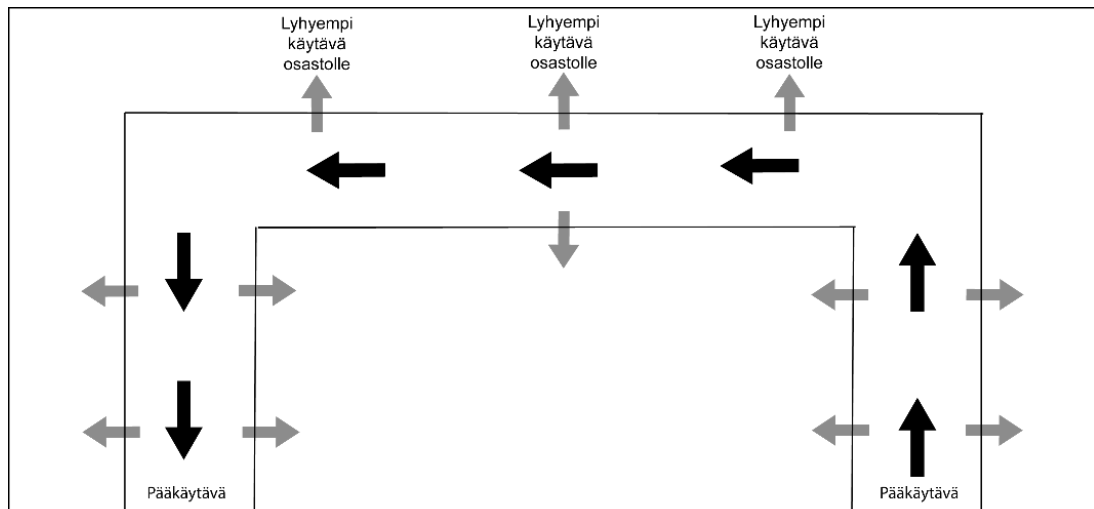 Lyhyempi
käytävä
osastolle
Lyhyempi
käytävä
osastolle
Lyhyempi
käytävä
osastolle
Pääkäytävä
Pääkäytävä